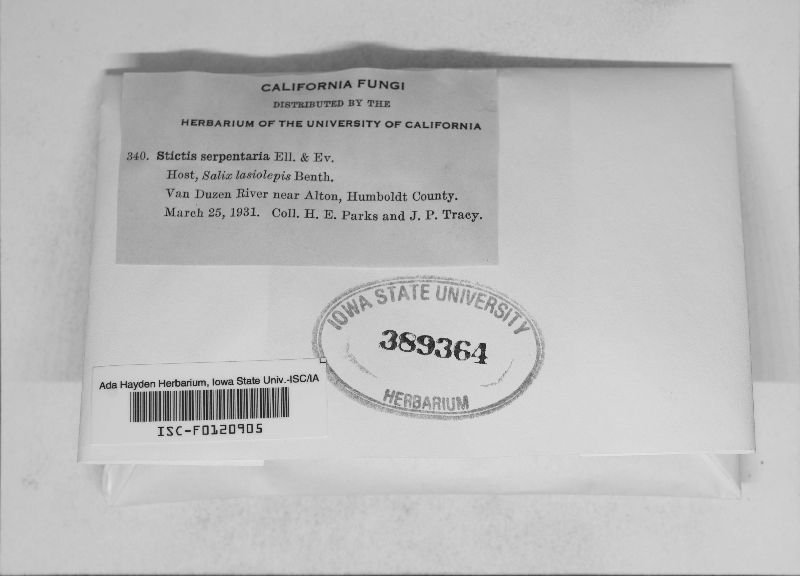 CALIFORNIA FUNGI
DISTRIBUTED BY THE
HERBARIUM OF THE UNIVERSITY OF CALIFORNIA
340. Stictis serpentaria Ell. & Ev.
Host, Salix lasiolepis Benth.
Van Duzen River near Alton, Humboldt County.
March 25, 1931. Coll. H. E. Parks and J. P. Tracy.
IOWA STATE UNIVERSITY
389364
HERBARIUM
Ada Hayden Herbarium, Iowa State Univ.-ISC/IA
ISC-F0120905